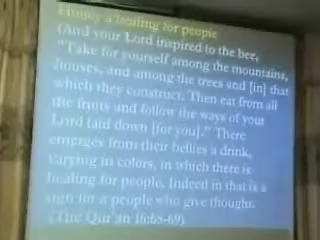 Honey a healing for people
(And your Lord inspired to the bee,
"Take for yourself among the mountains,
houses, and among the trees and [in] that
which they construct. Then eat from all
the fruits and follow the ways of your
Lord laid down [for you]." There
emerges from their bellies a drink,
varying in colors, in which there is
healing for people. Indeed in that is a
sign for a people who give thought.
(The Qur'an 16:68-69)